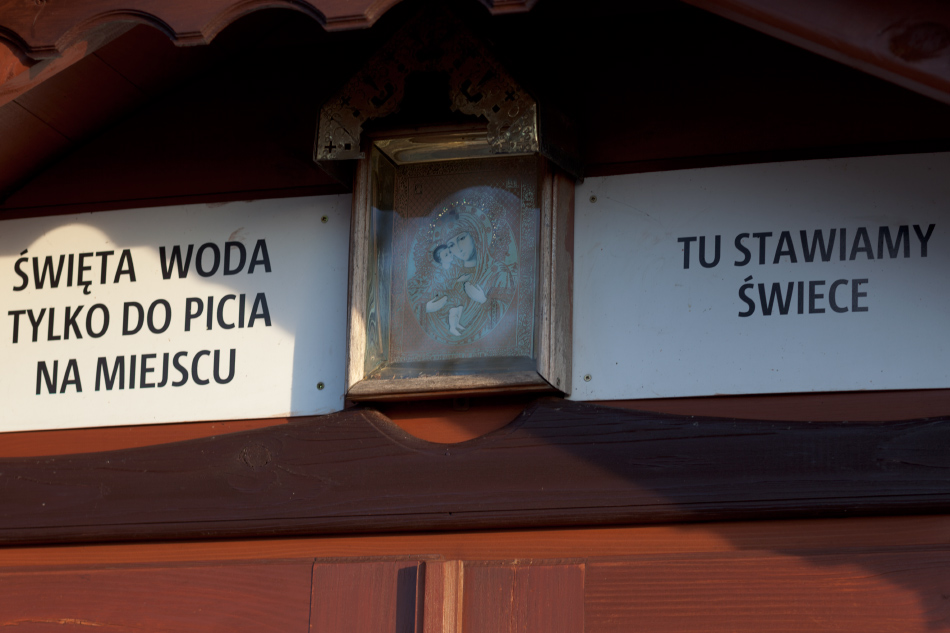 ŚWIĘTA WODA
TYLKO DO PICIA
NA MIEJSCU
TU STAWIAMY
ŚWIECE